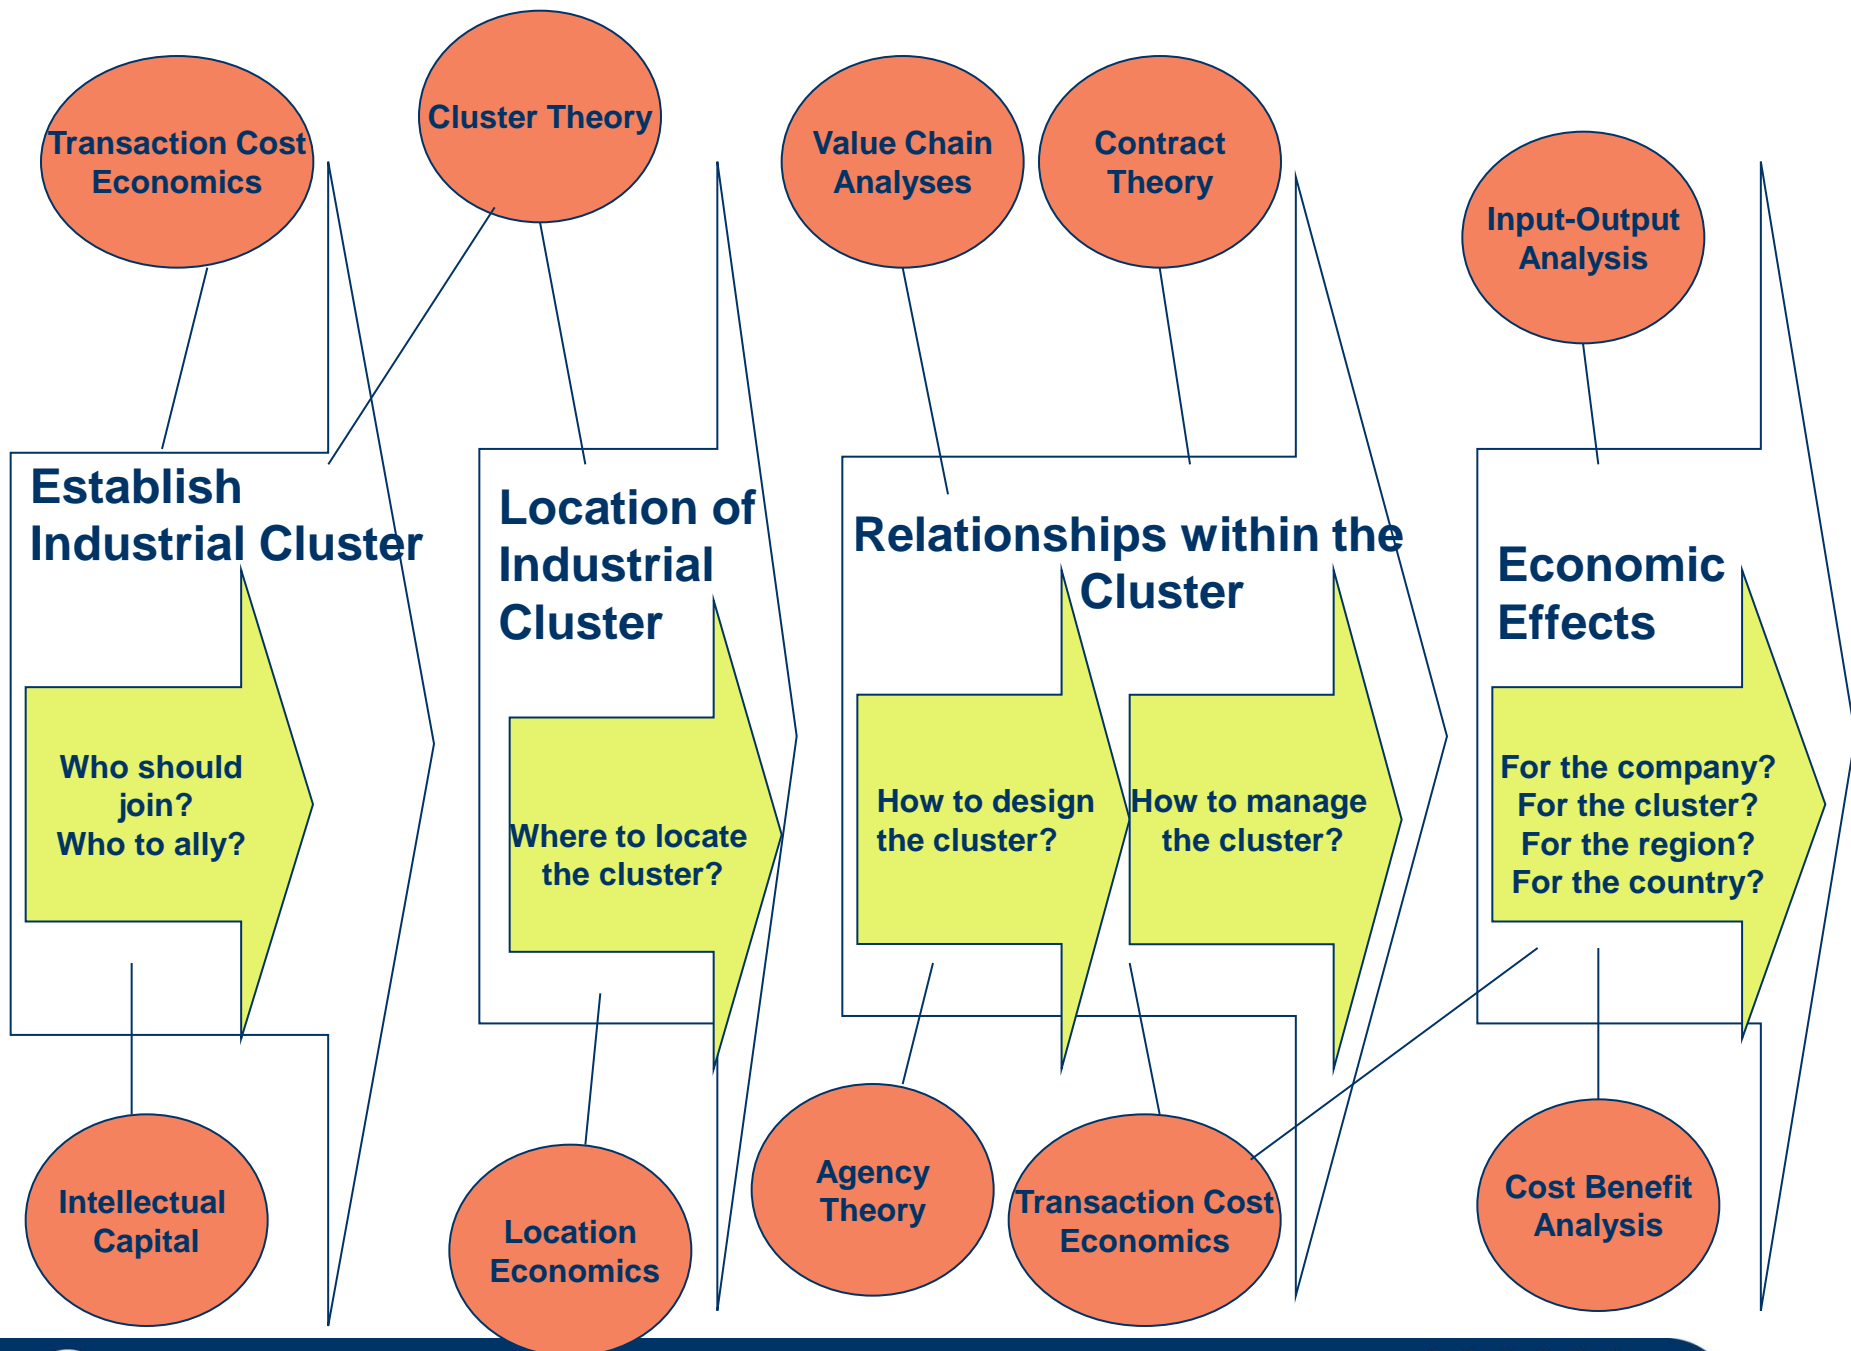 Transaction Cost
Economics
Cluster Theory
Value Chain
Analyses
Contract
Theory
Input-Output
Analysis
Establish
Industrial Cluster
Location of
Industrial
Cluster
Relationships within the
Cluster
Economic
Effects
Who should
join?
Who to ally?
Where to locate
the cluster?
How to design
the cluster?
How to manage
the cluster?
For the company?
For the cluster?
For the region?
For the country?
Intellectual
Capital
Location
Economics
Agency
Theory
Transaction Cost
Economics
Cost Benefit
Analysis